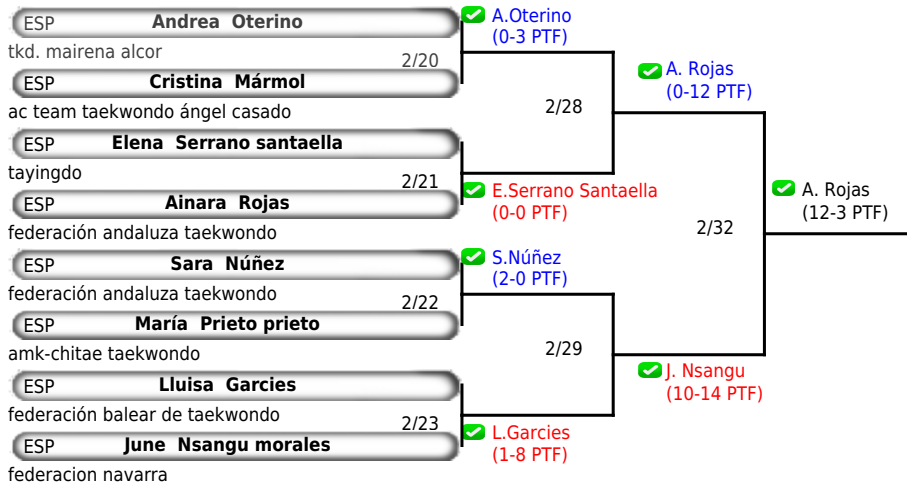 ESP Andrea Oterino
tkd. mairena alcor
2/20
ESP Cristina Mármol
ac team taekwondo ángel casado
ESP Elena Serrano santaella
tayingdo
2/21
ESP Ainara Rojas
federación andaluza taekwondo
ESP Sara Núñez
federación andaluza taekwondo
2/22
ESP María Prieto prieto
amk-chitae taekwondo
ESP Lluisa Garcies
federación balear de taekwondo
2/23
ESP June Nsangu morales
federacion navarra
A.Oterino
(0-3 PTF)
2/28
E.Serrano Santaella
(0-0 PTF)
S.Núñez
(2-0 PTF)
2/29
L.Garcies
(1-8 PTF)
A. Rojas
(0-12 PTF)
2/32
J. Nsangu
(10-14 PTF)
A. Rojas
(12-3 PTF)